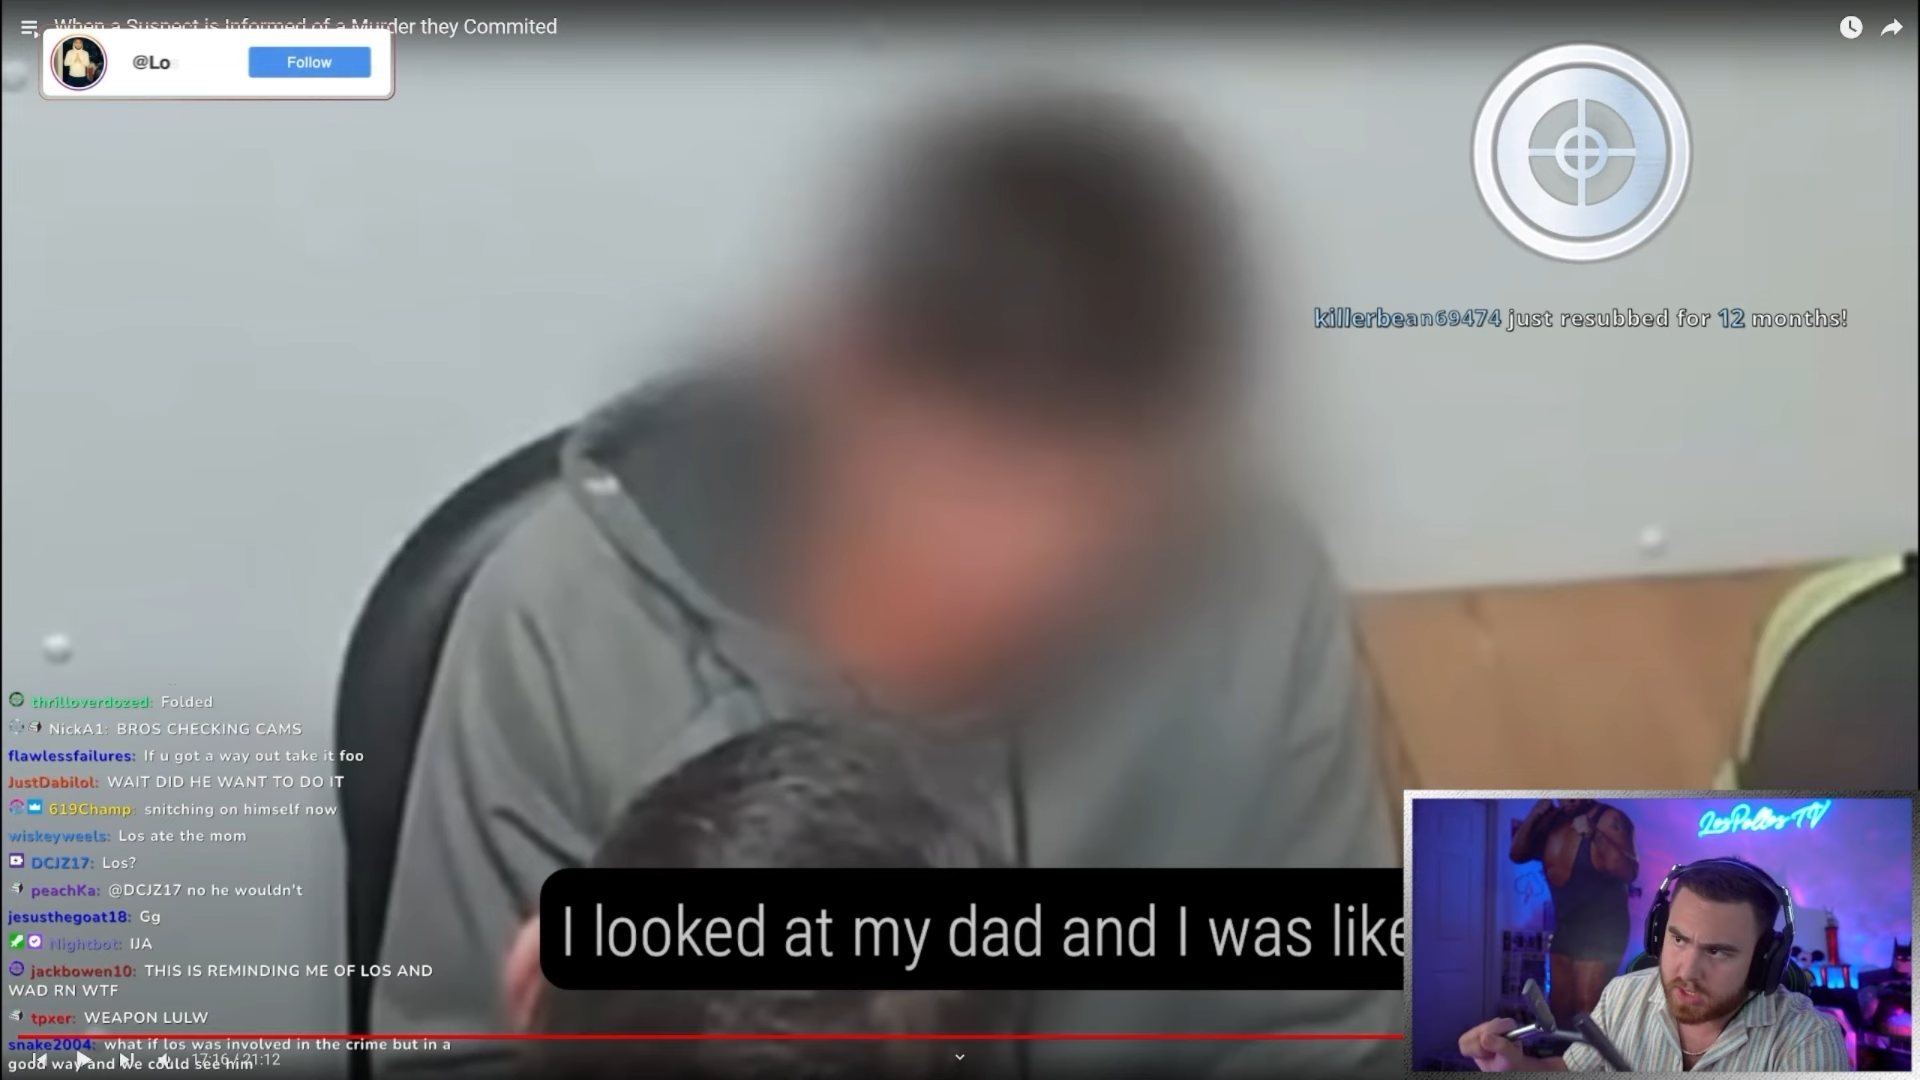 When a Suspect is Informed of a Murder they Commited
@Lo
Follow
killerbean69474 just resubbed for 12 months!
thrilloverdozed: Folded
NickA1: BROS CHECKING CAMS
flawlessfailures: If u got a way out take it foo
JustDabilol: WAIT DID HE WANT TO DO IT
619Champ: snitching on himself now
wiskeyweels: Los ate the mom
DCJZ17: Los?
peachKa: @DCJZ17 no he wouldn't
jesusthegoat18: Gg
Nightbot: IJA
jackbowen10: THIS IS REMINDING ME OF LOS AND
WAD RN WTF
tpxer: WEAPON LULW
snake2004: what if los was involved in the crime but in a
good way and we could see him
17:16 / 21:12
I looked at my dad and I was like
LosPollosTV